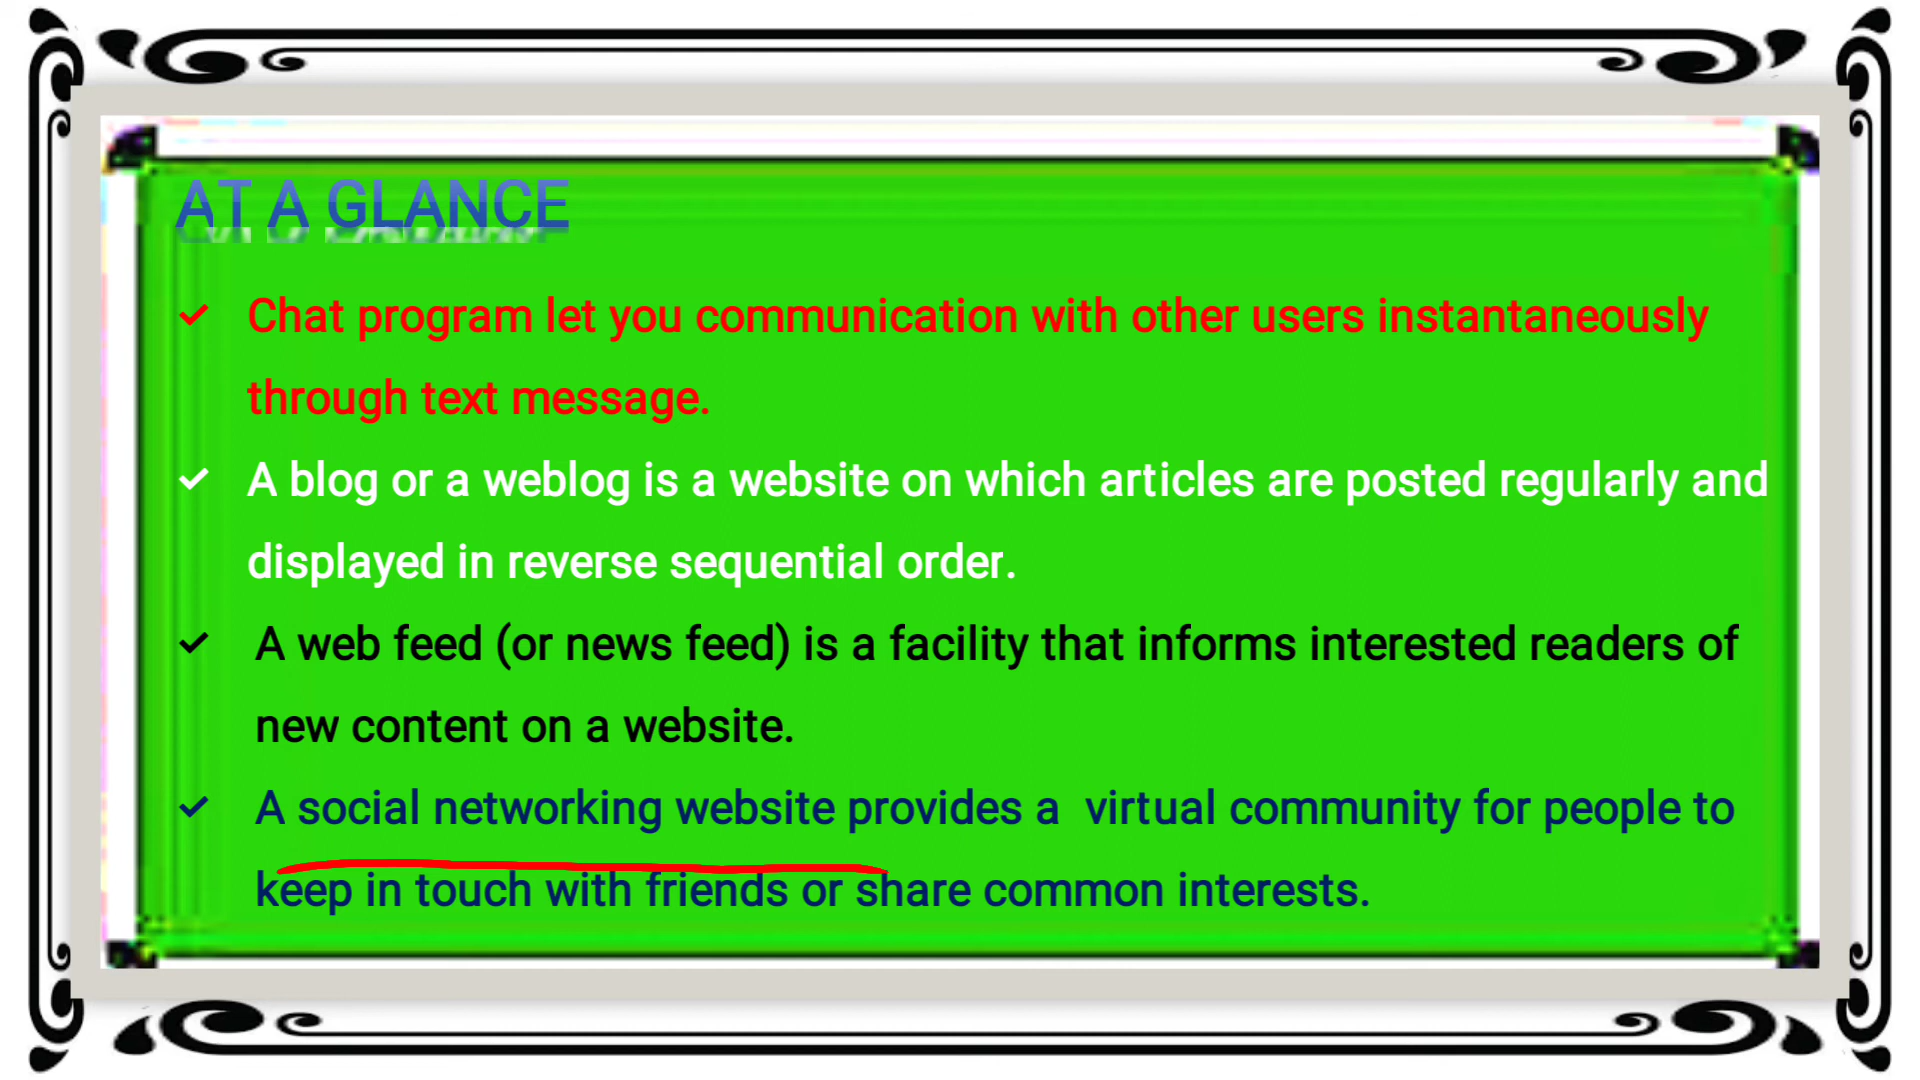 AT A GLANCE
✓ Chat program let you communication with other users instantaneously
through text message.
✓ A blog or a weblog is a website on which articles are posted regularly and
displayed in reverse sequential order.
✓ A web feed (or news feed) is a facility that informs interested readers of
new content on a website.
✓ A social networking website provides a  virtual community for people to
keep in touch with friends or share common interests.